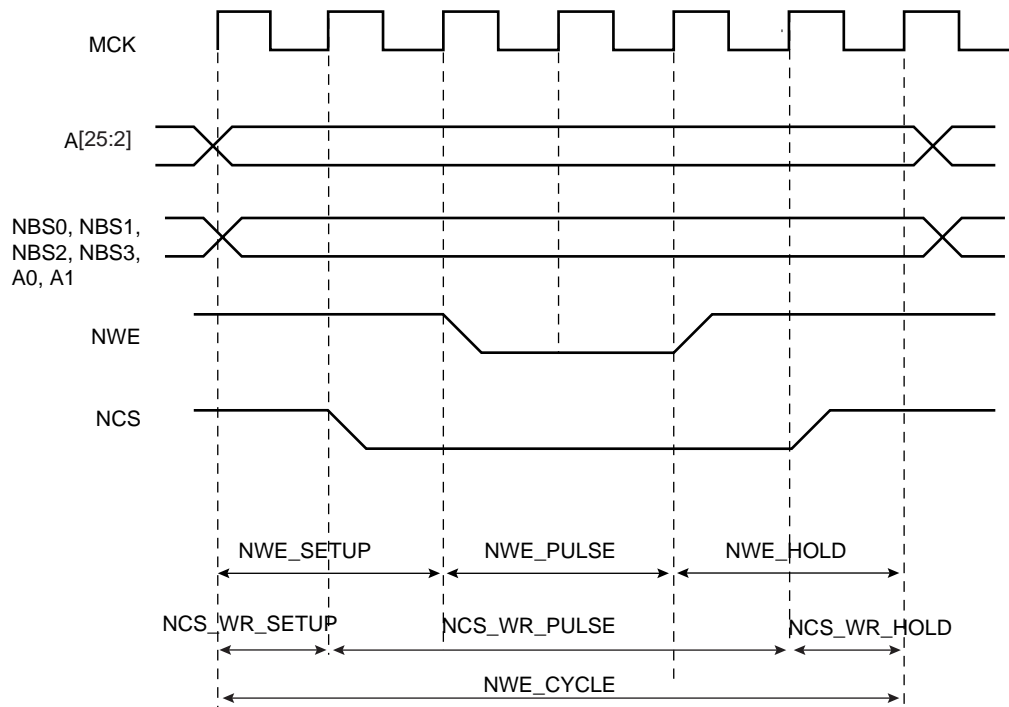 MCK
A[25:2]
NBS0, NBS1,
NBS2, NBS3,
A0, A1
NWE
NCS
NWE_SETUP NWE_PULSE NWE_HOLD
NCS_WR_SETUP NCS_WR_PULSE NCS_WR_HOLD
NWE_CYCLE